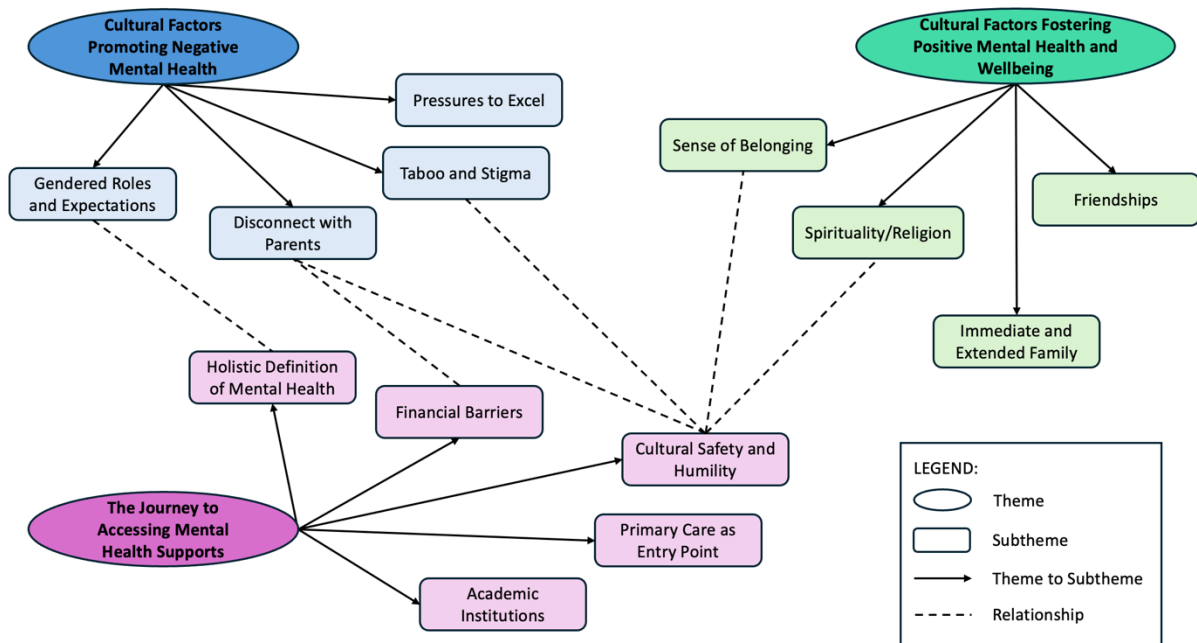 Cultural Factors
Promoting Negative
Mental Health
Cultural Factors Fostering
Positive Mental Health and
Wellbeing
Pressures to Excel
Sense of Belonging
Taboo and Stigma
Gendered Roles
and Expectations
Friendships
Disconnect with
Parents
Spirituality/Religion
Immediate and
Extended Family
Holistic Definition
of Mental Health
Financial Barriers
Cultural Safety and
Humility
The Journey to
Accessing Mental
Health Supports
Primary Care as
Entry Point
Academic
Institutions
LEGEND:
Theme
Subtheme
Theme to Subtheme
Relationship